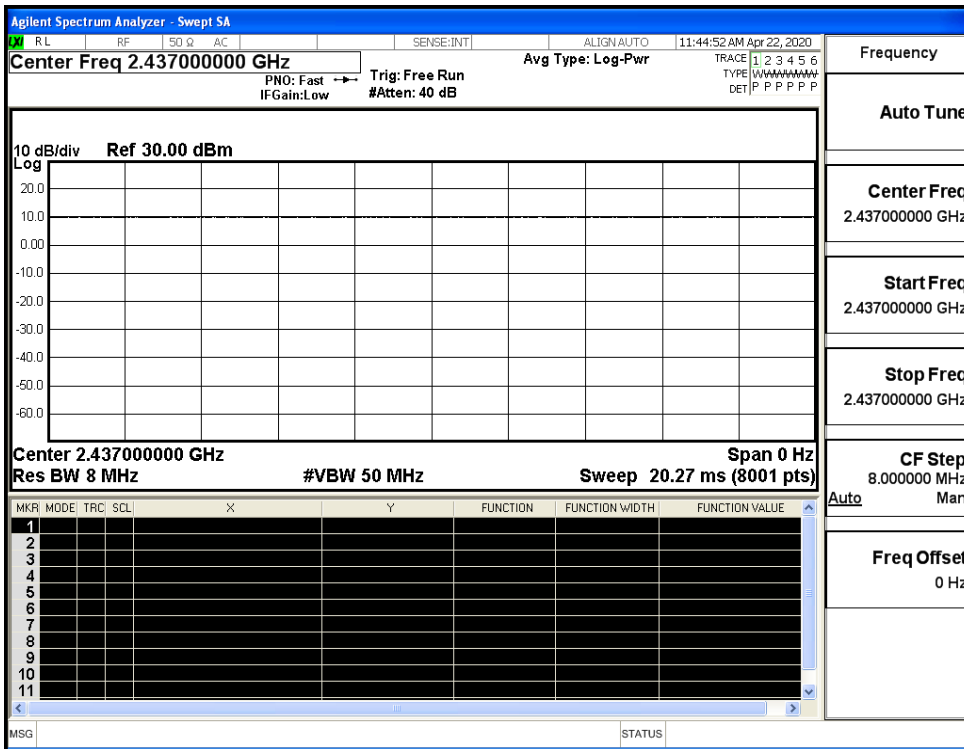 Agilent Spectrum Analyzer - Swept SA
LXI RL RF 50 Ω AC SENSE:INT ALIGN AUTO 11:44:52 AM Apr 22, 2020
Center Freq 2.437000000 GHz
PNO: Fast
IFGain:Low
Trig: Free Run
#Atten: 40 dB
Avg Type: Log-Pwr
TRACE 1 2 3 4 5 6
TYPE
DET P P P P P P
10 dB/div Ref 30.00 dBm
Log
20.0
10.0
0.00
-10.0
-20.0
-30.0
-40.0
-50.0
-60.0
Center 2.437000000 GHz Span 0 Hz
Res BW 8 MHz #VBW 50 MHz Sweep 20.27 ms (8001 pts)
MKR MODE TRC SCL X Y FUNCTION FUNCTION WIDTH FUNCTION VALUE
1
2
3
4
5
6
7
8
9
10
11
MSG STATUS
Frequency
Auto Tune
Center Freq
2.437000000 GHz
Start Freq
2.437000000 GHz
Stop Freq
2.437000000 GHz
CF Step
8.000000 MHz
Auto Man
Freq Offset
0 Hz